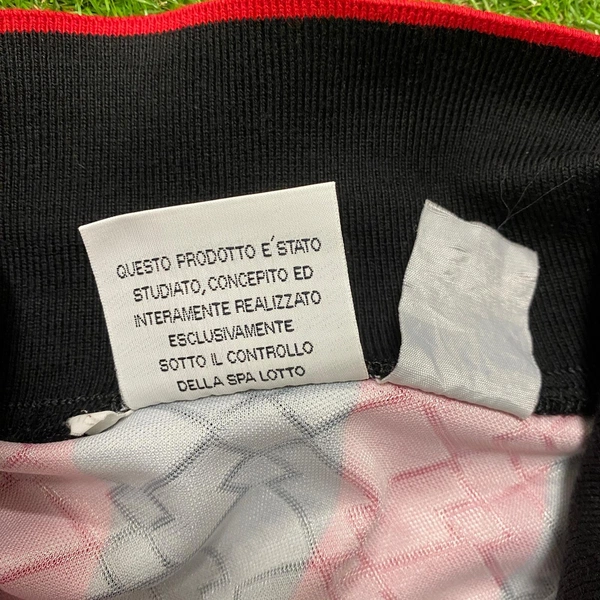 QUESTO PRODOTTO E´STATO
STUDIATO, CONCEPITO ED
INTERAMENTE REALIZZATO
ESCLUSIVAMENTE
SOTTO IL CONTROLLO
DELLA SPA LOTTO